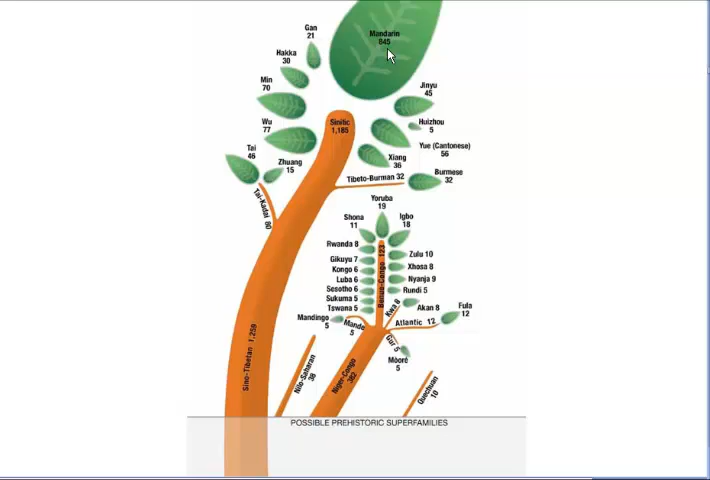 Mandarin
845
Gan
21
Hakka
30
Min
70
Wu
77
Tai
46
Zhuang
15
Sinitic
1,185
Jinyu
45
Huizhou
5
Yue (Cantonese)
56
Xiang
36
Tibeto-Burman 32
Burmese
32
Tai-Kadai 80
Sino-Tibetan 1,259
Yoruba
19
Shona
11
Igbo
18
Rwanda 8
Gikuyu 7
Kongo 6
Luba 6
Sesotho 6
Sukuma 5
Tswana 5
Benue-Congo 123
Zulu 10
Xhosa 8
Nyanja 9
Rundi 5
Kwa 8
Akan 8
Fula
12
Atlantic 12
Mandingo
5
Mande
5
Gur 5
Mòoré
5
Nilo-Saharan
38
Niger-Congo
382
Quechuan
10
POSSIBLE PREHISTORIC SUPERFAMILIES